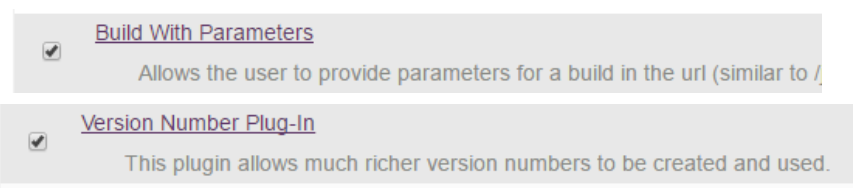 Build With Parameters
Allows the user to provide parameters for a build in the url (similar to /
Version Number Plug-In
This plugin allows much richer version numbers to be created and used.